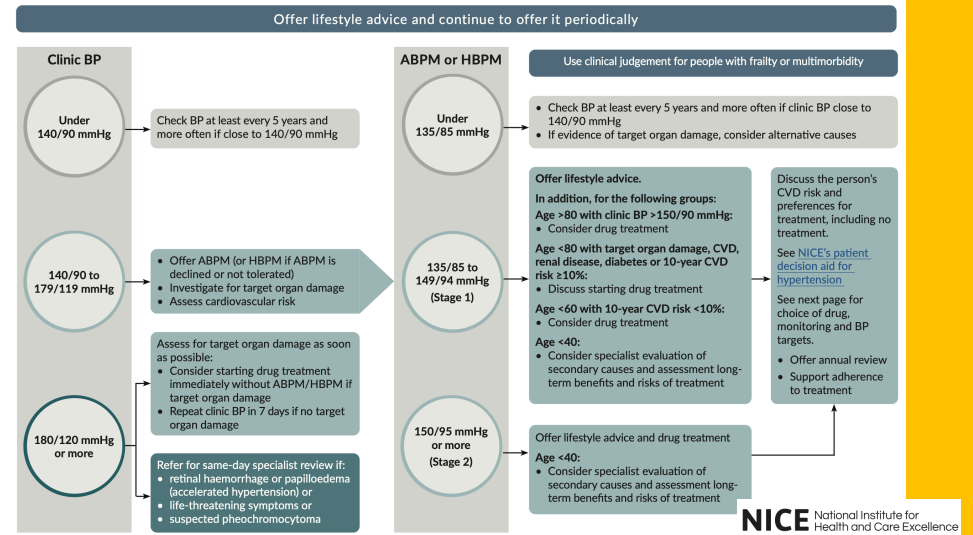 Offer lifestyle advice and continue to offer it periodically
Clinic BP
Under
140/90 mmHg
Check BP at least every 5 years and
more often if close to 140/90 mmHg
140/90 to
179/119 mmHg
• Offer ABPM (or HBPM if ABPM is
declined or not tolerated)
• Investigate for target organ damage
• Assess cardiovascular risk
180/120 mmHg
or more
Assess for target organ damage as soon
as possible:
• Consider starting drug treatment
immediately without ABPM/HBPM if
target organ damage
• Repeat clinic BP in 7 days if no target
organ damage
Refer for same-day specialist review if:
• retinal haemorrhage or papilloedema
(accelerated hypertension) or
• life-threatening symptoms or
• suspected pheochromocytoma
ABPM or HBPM
Use clinical judgement for people with frailty or multimorbidity
Under
135/85 mmHg
• Check BP at least every 5 years and more often if clinic BP close to
140/90 mmHg
• If evidence of target organ damage, consider alternative causes
135/85 to
149/94 mmHg
(Stage 1)
Offer lifestyle advice.
In addition, for the following groups:
Age >80 with clinic BP >150/90 mmHg:
• Consider drug treatment
Age <80 with target organ damage, CVD,
renal disease, diabetes or 10-year CVD
risk ≥10%:
• Discuss starting drug treatment
Age <60 with 10-year CVD risk <10%:
• Consider drug treatment
Age <40:
• Consider specialist evaluation of
secondary causes and assessment long-
term benefits and risks of treatment
Discuss the person's
CVD risk and
preferences for
treatment, including no
treatment.
See NICE's patient
decision aid for
hypertension
See next page for
choice of drug,
monitoring and BP
targets.
• Offer annual review
• Support adherence
to treatment
150/95 mmHg
or more
(Stage 2)
Offer lifestyle advice and drug treatment
Age <40:
• Consider specialist evaluation of
secondary causes and assessment long-
term benefits and risks of treatment
NICE National Institute for
Health and Care Excellence